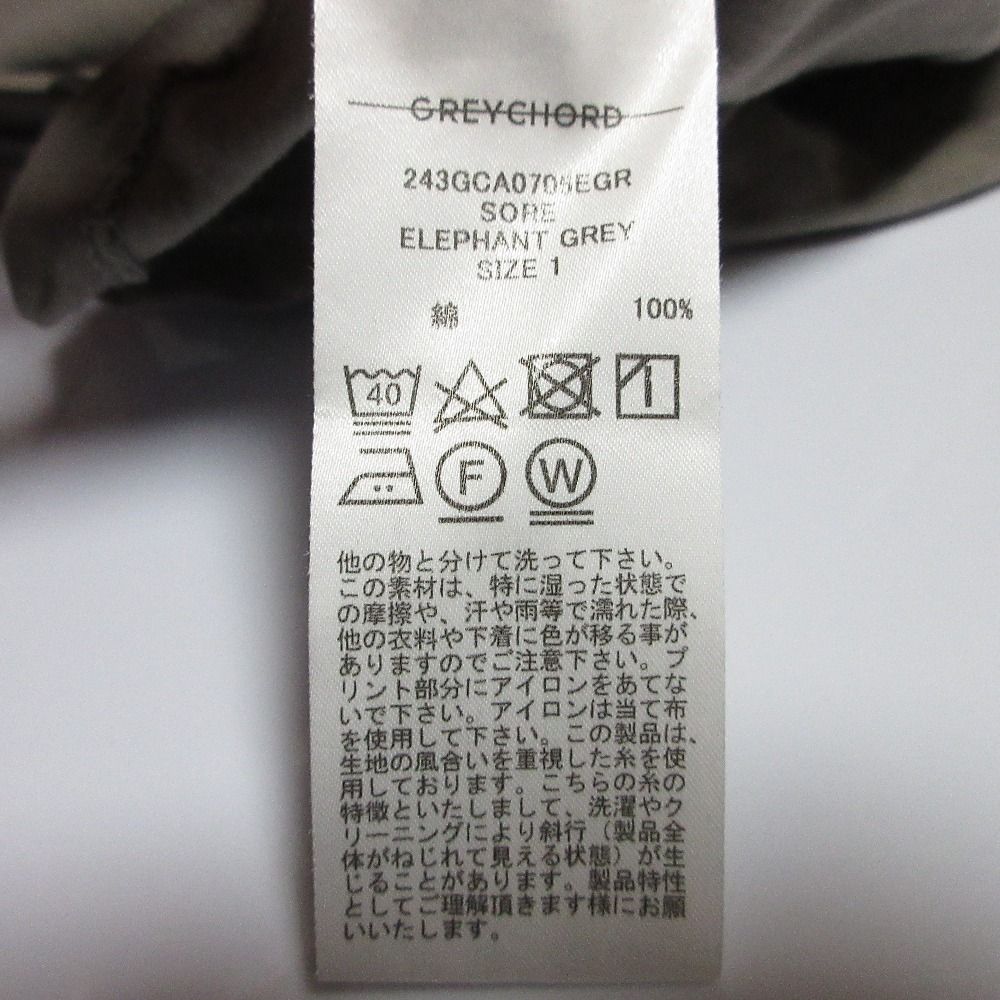 GREYCHORD
243GCA0705EGR
SORE
ELEPHANT GREY
SIZE 1
綿 100%
40
F W
他の物と分けて洗って下さい。
この素材は、特に湿った状態で
の摩擦や、汗や雨等で濡れた際、
他の衣料や下着に色が移る事が
ありますのでご注意下さい。プ
リント部分にアイロンをあてな
いで下さい。アイロンは当て布
を使用して下さい。この製品は、
生地の風合いを重視した糸を使
用しております。こちらの糸の
特徴といたしまして、洗濯やク
リーニングにより斜行（製品全
体がねじれて見える状態）が生
じることがあります。製品特性
としてご理解頂きます様にお願
いいたします。